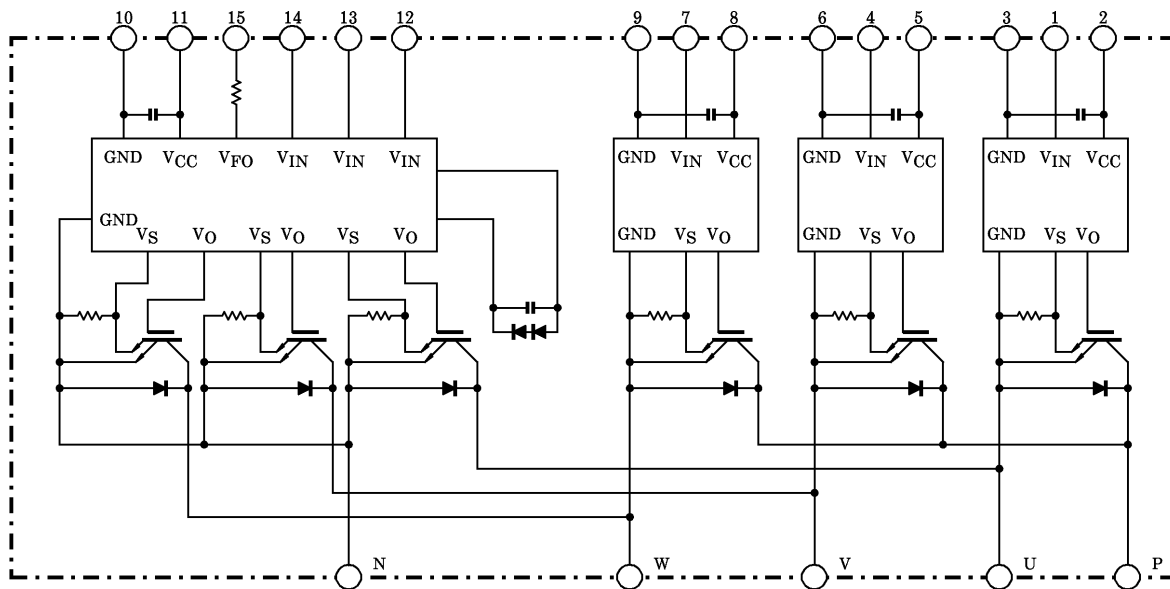 10 11 15 14 13 12 9 7 8 6 4 5 3 1 2
GND VCC VFO VIN VIN VIN GND VIN VCC GND VIN VCC GND VIN VCC
GND
VS VO VS VO VS VO GND VS VO GND VS VO GND VS VO
N W V U P